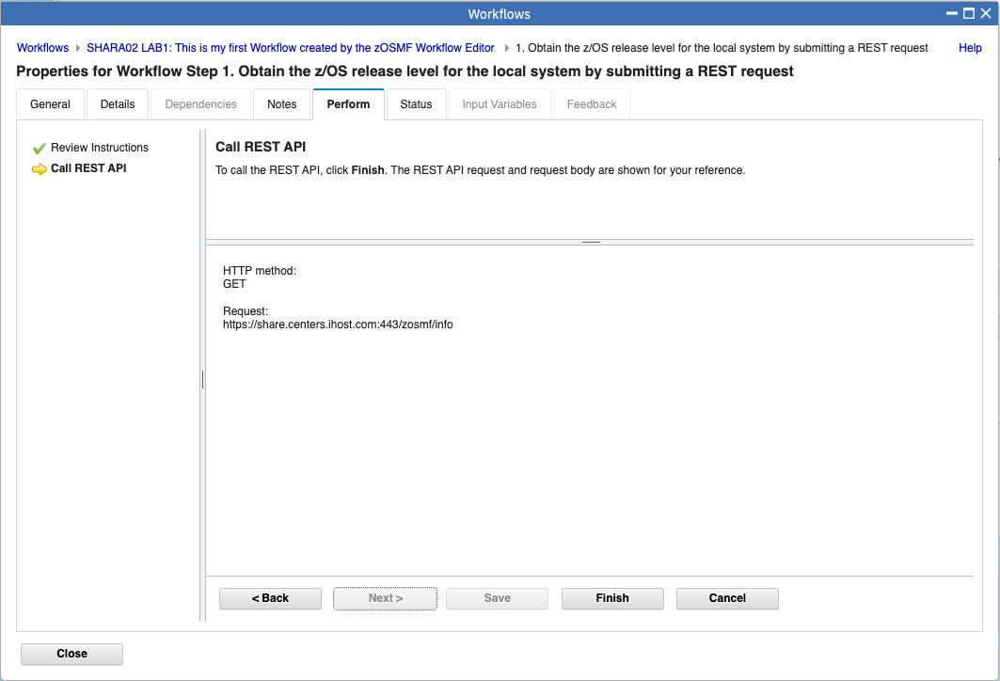 Workflows
Workflows SHARA02 LAB1: This is my first Workflow created by the zOSMF Workflow Editor 1. Obtain the z/OS release level for the local system by submitting a REST request Help
Properties for Workflow Step 1. Obtain the z/OS release level for the local system by submitting a REST request
General Details Dependencies Notes Perform Status Input Variables Feedback
Review Instructions
Call REST API
Call REST API
To call the REST API, click Finish. The REST API request and request body are shown for your reference.
HTTP method:
GET
Request:
https://share.centers.ihost.com:443/zosmf/info
< Back Next > Save Finish Cancel
Close